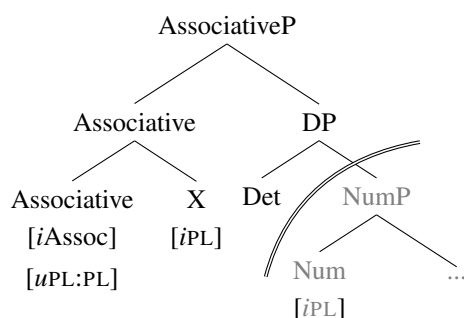 AssociativeP
Associative DP
Associative X Det NumP
[iAssoc] [iPL]
[uPL:PL] Num ...
[iPL]